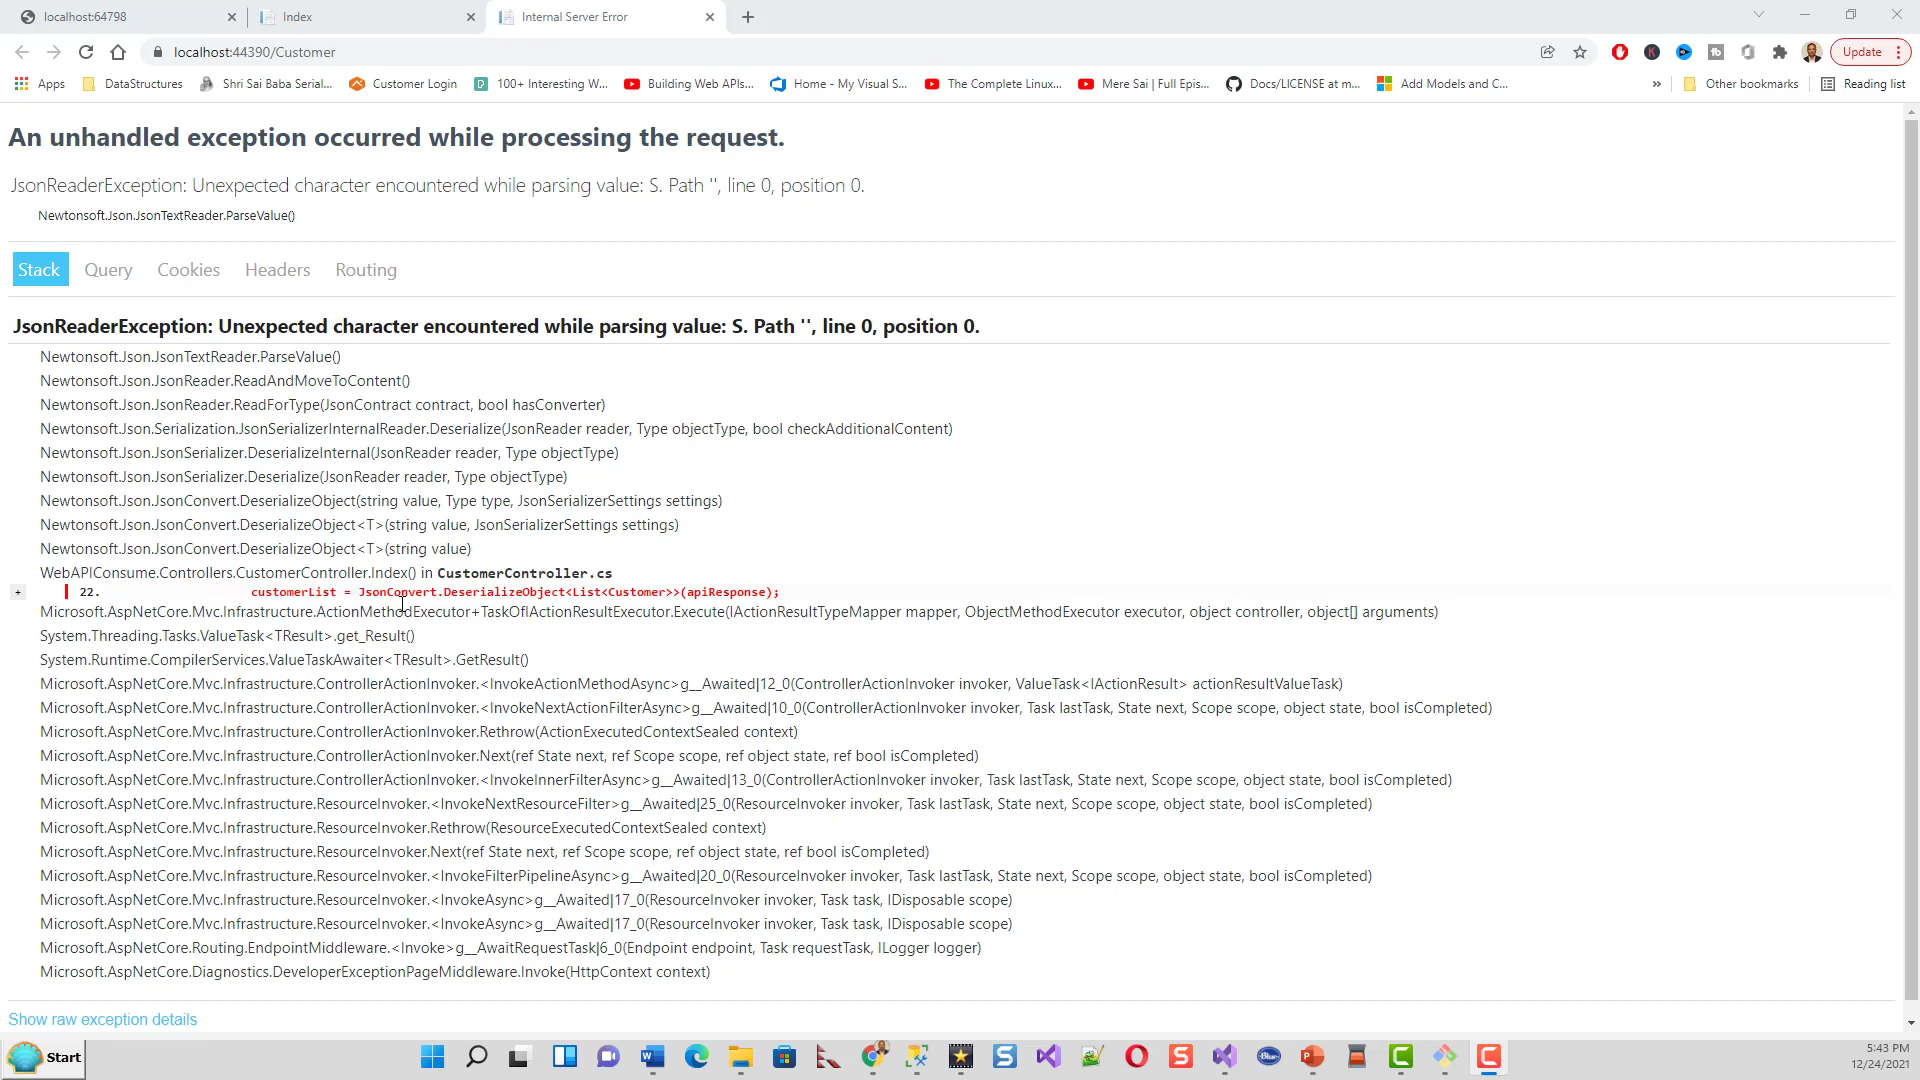 localhost:64798
Index
Internal Server Error
localhost:44390/Customer
Update
Apps
DataStructures
Shri Sai Baba Serial...
Customer Login
100+ Interesting W...
Building Web APIs...
Home - My Visual S...
The Complete Linux...
Mere Sai | Full Epis...
Docs/LICENSE at m...
Add Models and C...
»
Other bookmarks
Reading list
An unhandled exception occurred while processing the request.
JsonReaderException: Unexpected character encountered while parsing value: S. Path '', line 0, position 0.
Newtonsoft.Json.JsonTextReader.ParseValue()
Stack Query Cookies Headers Routing
JsonReaderException: Unexpected character encountered while parsing value: S. Path '', line 0, position 0.
Newtonsoft.Json.JsonTextReader.ParseValue()
Newtonsoft.Json.JsonReader.ReadAndMoveToContent()
Newtonsoft.Json.JsonReader.ReadForType(JsonContract contract, bool hasConverter)
Newtonsoft.Json.Serialization.JsonSerializerInternalReader.Deserialize(JsonReader reader, Type objectType, bool checkAdditionalContent)
Newtonsoft.Json.JsonSerializer.DeserializeInternal(JsonReader reader, Type objectType)
Newtonsoft.Json.JsonSerializer.Deserialize(JsonReader reader, Type objectType)
Newtonsoft.Json.JsonConvert.DeserializeObject(string value, Type type, JsonSerializerSettings settings)
Newtonsoft.Json.JsonConvert.DeserializeObject<T>(string value, JsonSerializerSettings settings)
Newtonsoft.Json.JsonConvert.DeserializeObject<T>(string value)
WebAPIConsume.Controllers.CustomerController.Index() in CustomerController.cs
+ 22. customerList = JsonConvert.DeserializeObject<List<Customer>>(apiResponse);
Microsoft.AspNetCore.Mvc.Infrastructure.ActionMethodExecutor+TaskOfIActionResultExecutor.Execute(IActionResultTypeMapper mapper, ObjectMethodExecutor executor, object controller, object[] arguments)
System.Threading.Tasks.ValueTask<TResult>.get_Result()
System.Runtime.CompilerServices.ValueTaskAwaiter<TResult>.GetResult()
Microsoft.AspNetCore.Mvc.Infrastructure.ControllerActionInvoker.<InvokeActionMethodAsync>g__Awaited|12_0(ControllerActionInvoker invoker, ValueTask<IActionResult> actionResultValueTask)
Microsoft.AspNetCore.Mvc.Infrastructure.ControllerActionInvoker.<InvokeNextActionFilterAsync>g__Awaited|10_0(ControllerActionInvoker invoker, Task lastTask, State next, Scope scope, object state, bool isCompleted)
Microsoft.AspNetCore.Mvc.Infrastructure.ControllerActionInvoker.Rethrow(ActionExecutedContextSealed context)
Microsoft.AspNetCore.Mvc.Infrastructure.ControllerActionInvoker.Next(ref State next, ref Scope scope, ref object state, ref bool isCompleted)
Microsoft.AspNetCore.Mvc.Infrastructure.ControllerActionInvoker.<InvokeInnerFilterAsync>g__Awaited|13_0(ControllerActionInvoker invoker, Task lastTask, State next, Scope scope, object state, bool isCompleted)
Microsoft.AspNetCore.Mvc.Infrastructure.ResourceInvoker.<InvokeNextResourceFilter>g__Awaited|25_0(ResourceInvoker invoker, Task lastTask, State next, Scope scope, object state, bool isCompleted)
Microsoft.AspNetCore.Mvc.Infrastructure.ResourceInvoker.Rethrow(ResourceExecutedContextSealed context)
Microsoft.AspNetCore.Mvc.Infrastructure.ResourceInvoker.Next(ref State next, ref Scope scope, ref object state, ref bool isCompleted)
Microsoft.AspNetCore.Mvc.Infrastructure.ResourceInvoker.<InvokeFilterPipelineAsync>g__Awaited|20_0(ResourceInvoker invoker, Task lastTask, State next, Scope scope, object state, bool isCompleted)
Microsoft.AspNetCore.Mvc.Infrastructure.ResourceInvoker.<InvokeAsync>g__Awaited|17_0(ResourceInvoker invoker, Task task, IDisposable scope)
Microsoft.AspNetCore.Mvc.Infrastructure.ResourceInvoker.<InvokeAsync>g__Awaited|17_0(ResourceInvoker invoker, Task task, IDisposable scope)
Microsoft.AspNetCore.Routing.EndpointMiddleware.<Invoke>g__AwaitRequestTask|6_0(Endpoint endpoint, Task requestTask, ILogger logger)
Microsoft.AspNetCore.Diagnostics.DeveloperExceptionPageMiddleware.Invoke(HttpContext context)
Show raw exception details
Start
5:43 PM
12/24/2021